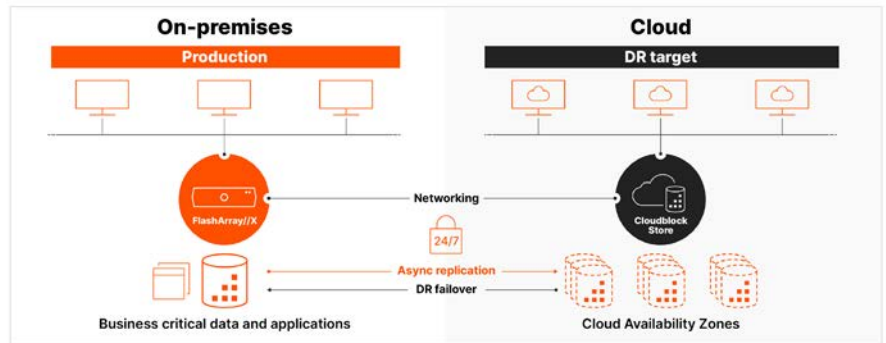 On-premises
Cloud
Production
DR target
FlashArray//X
Networking
Cloudblock
Store
24/7
Async replication
DR failover
Business critical data and applications
Cloud Availability Zones